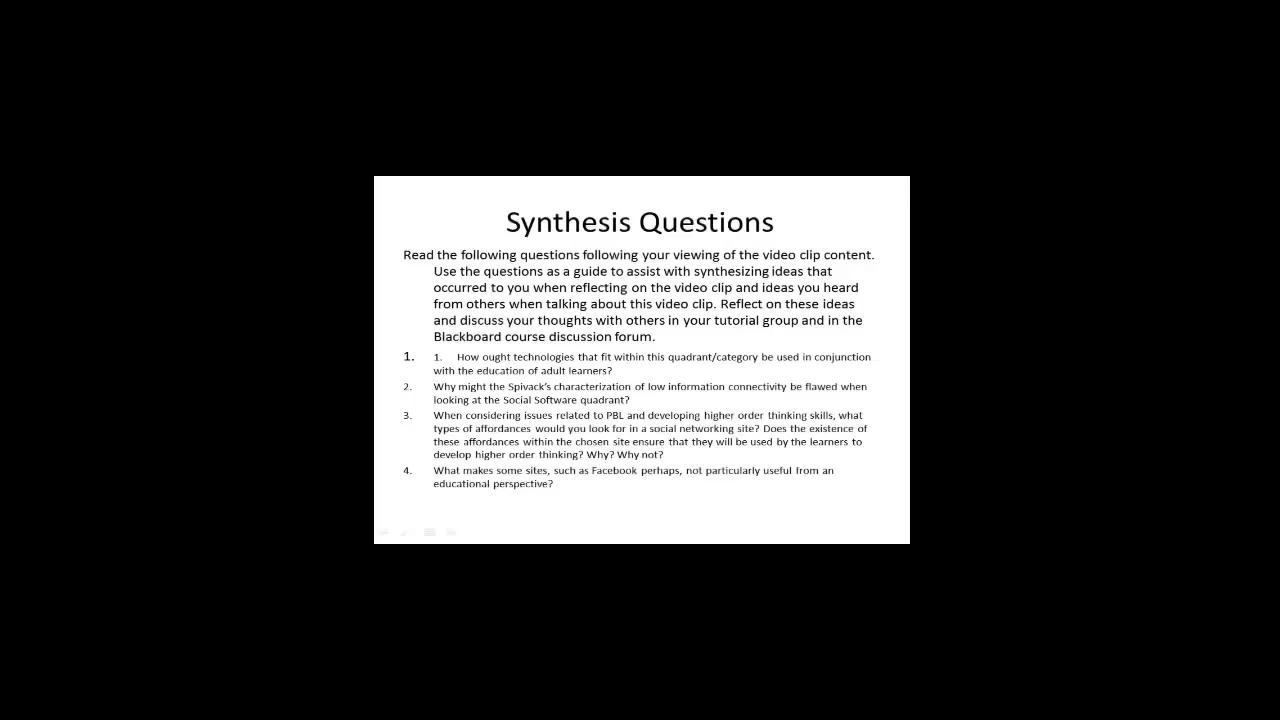 Synthesis Questions
Read the following questions following your viewing of the video clip content.
Use the questions as a guide to assist with synthesizing ideas that
occurred to you when reflecting on the video clip and ideas you heard
from others when talking about this video clip. Reflect on these ideas
and discuss your thoughts with others in your tutorial group and in the
Blackboard course discussion forum.
1. 1. How ought technologies that fit within this quadrant/category be used in conjunction
with the education of adult learners?
2. Why might the Spivack's characterization of low information connectivity be flawed when
looking at the Social Software quadrant?
3. When considering issues related to PBL and developing higher order thinking skills, what
types of affordances would you look for in a social networking site? Does the existence of
these affordances within the chosen site ensure that they will be used by the learners to
develop higher order thinking? Why? Why not?
4. What makes some sites, such as Facebook perhaps, not particularly useful from an
educational perspective?